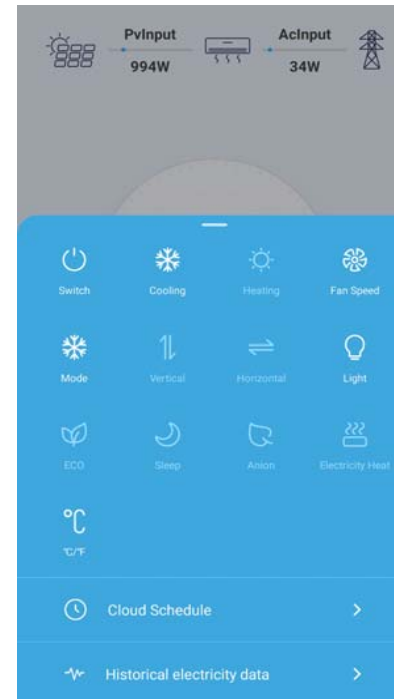 PvInput AcInput
994W 34W
Switch Cooling Heating Fan Speed
Mode Vertical Horizontal Light
ECO Sleep Anion Electricity Heat
°C
°C/°F
Cloud Schedule
Historical electricity data